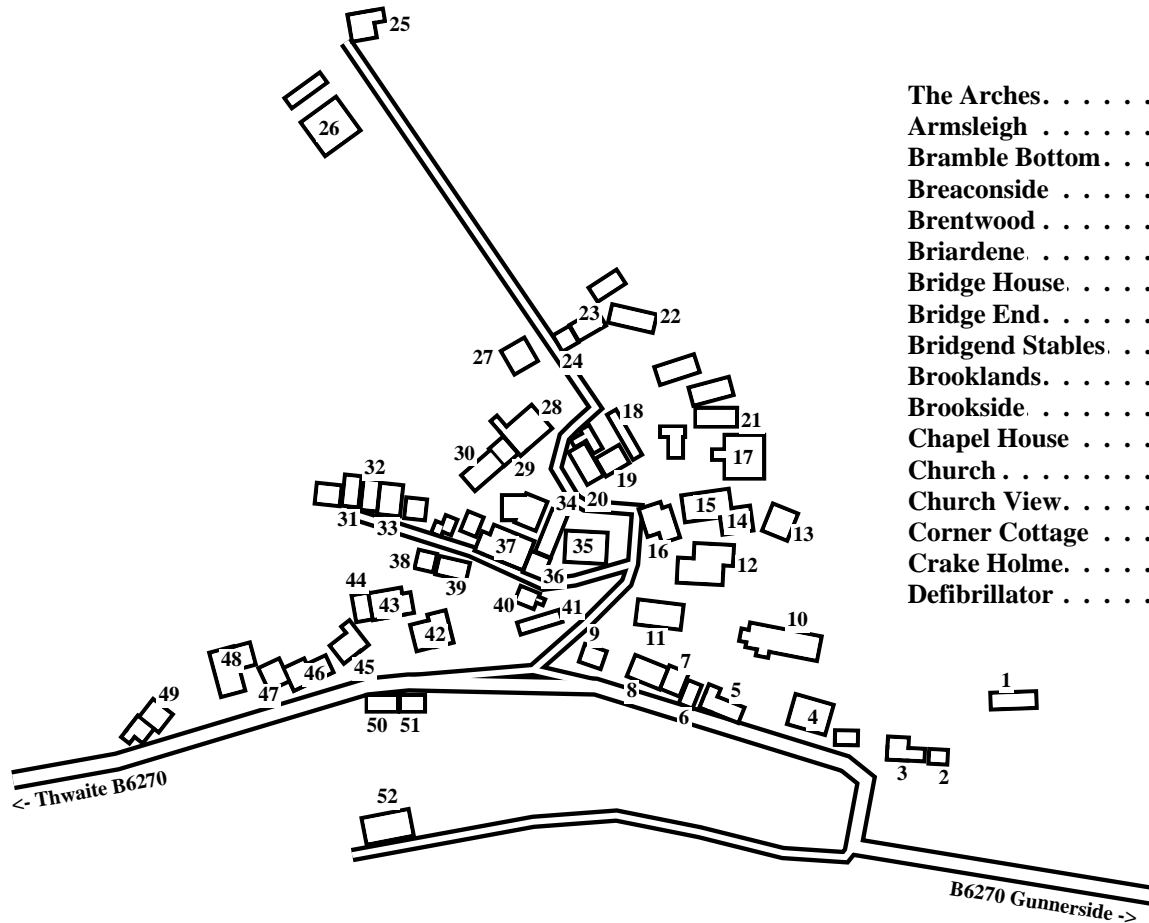 25
26
23
22
24
27
28
18
21
30
29
17
19
32
31
33
34
20
15
14
13
16
37
35
12
38
39
36
40
44
43
41
42
9
11
10
48
46
45
47
7
8
5
6
4
1
49
50
51
3
2
52
<- Thwaite B6270
B6270 Gunnerside ->
The Arches. . . . . .
Armsleigh . . . . . .
Bramble Bottom. . .
Breaconside . . . . .
Brentwood . . . . . .
Briardene. . . . . . .
Bridge House. . . . .
Bridge End. . . . . .
Bridgend Stables. . .
Brooklands. . . . . .
Brookside. . . . . . .
Chapel House . . . .
Church . . . . . . . .
Church View. . . . .
Corner Cottage . . .
Crake Holme. . . . .
Defibrillator . . . . .